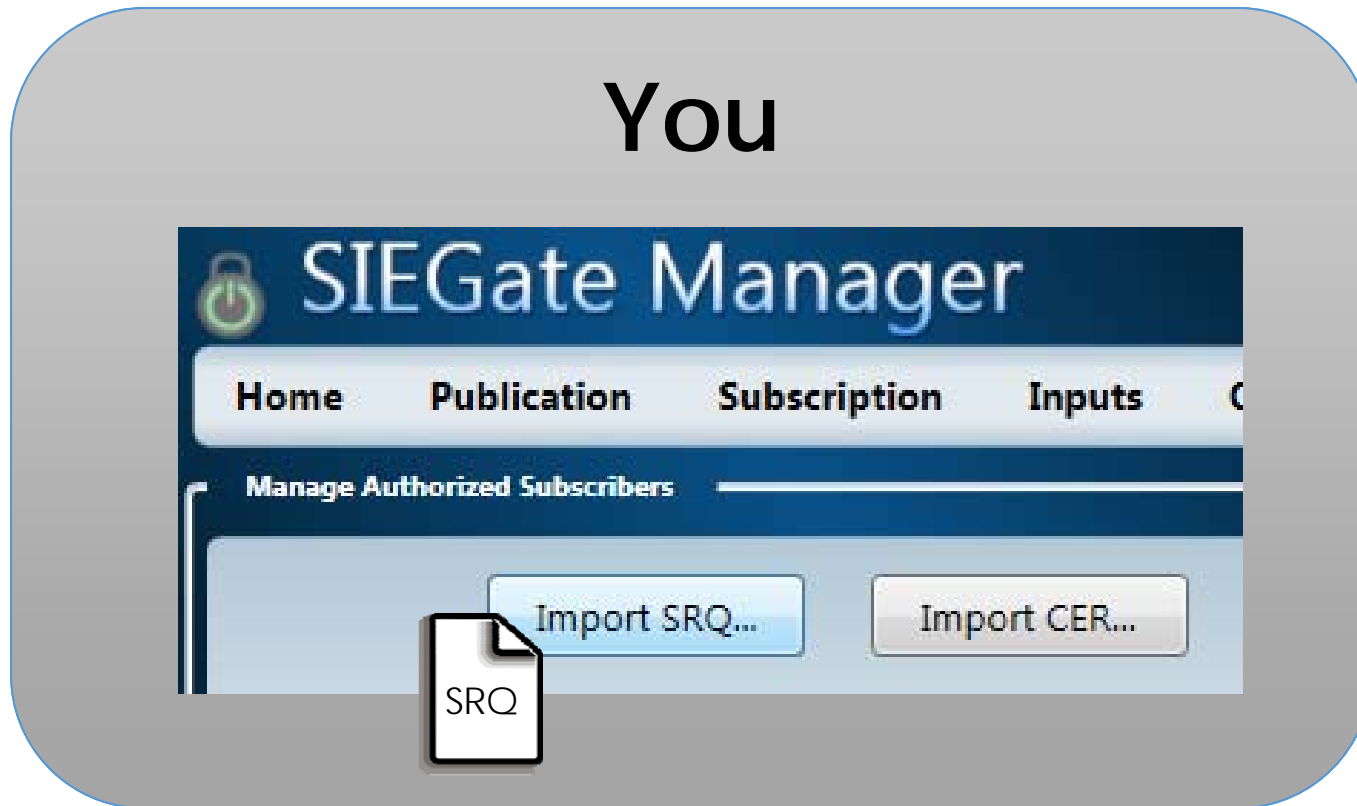 You
SIEGate Manager
Home Publication Subscription Inputs
Manage Authorized Subscribers
Import SRQ... Import CER...
SRQ